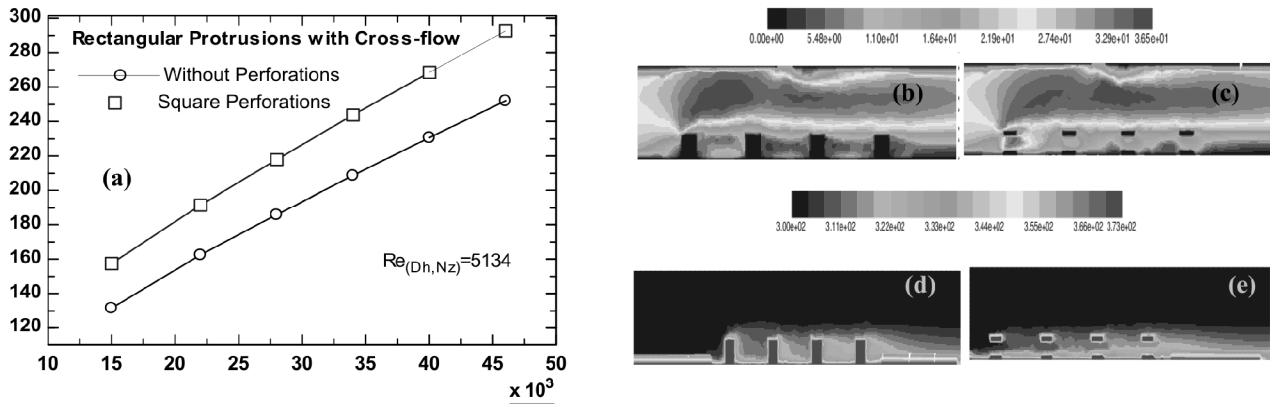 300
280
260
240
220
200
180
160
140
120
Rectangular Protrusions with Cross-flow
Without Perforations
Square Perforations
(a)
Re(Dh,Nz)=5134
10 15 20 25 30 35 40 45 50
x 10³
0.00e+00 5.48e+00 1.10e+01 1.64e+01 2.19e+01 2.74e+01 3.29e+01 3.65e+01
(b)
(c)
3.00e+02 3.11e+02 3.22e+02 3.33e+02 3.44e+02 3.55e+02 3.66e+02 3.73e+02
(d)
(e)